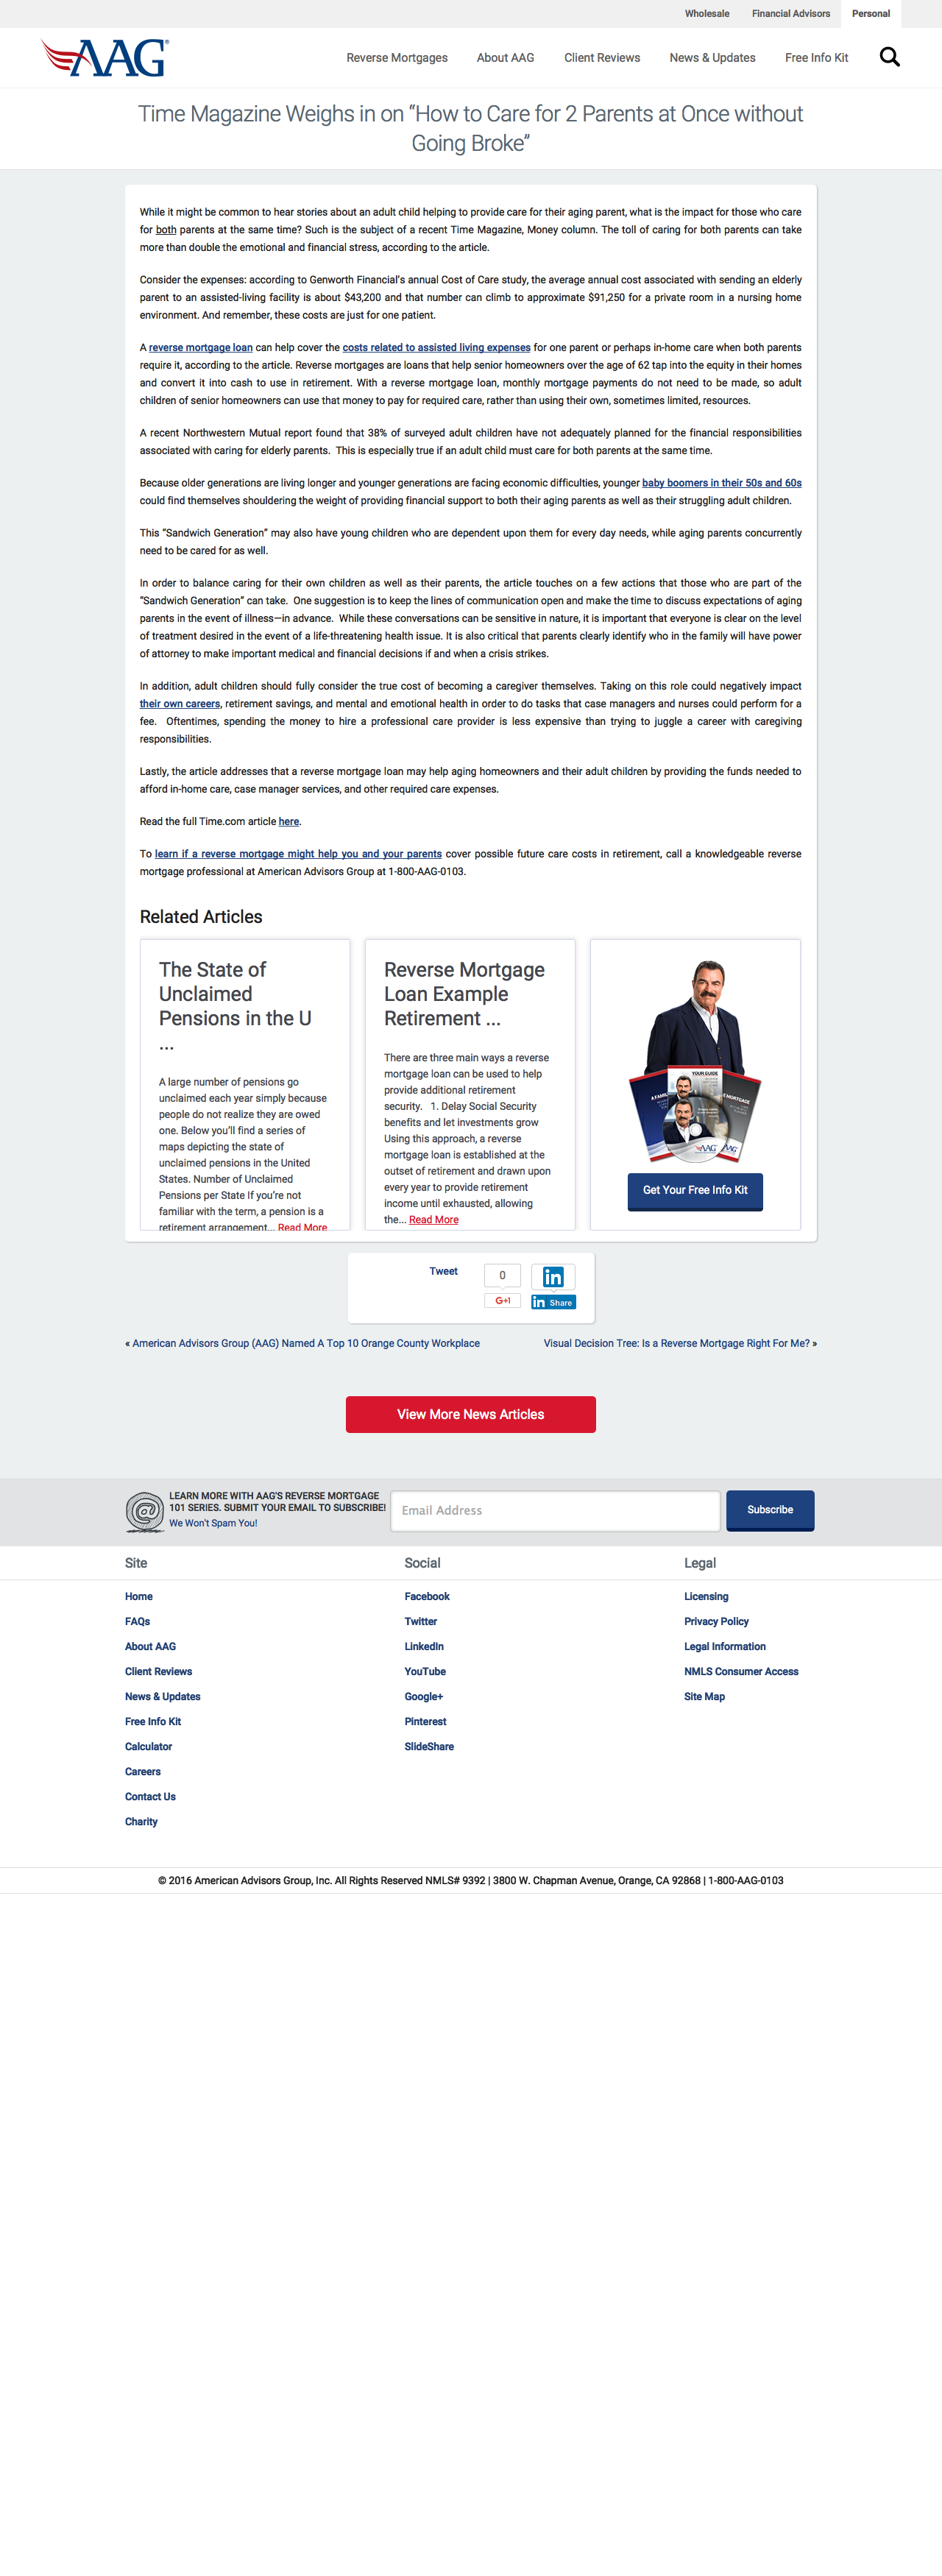 Wholesale Financial Advisors Personal
AAG®
Reverse Mortgages About AAG Client Reviews News & Updates Free Info Kit
Time Magazine Weighs in on “How to Care for 2 Parents at Once without
Going Broke”
While it might be common to hear stories about an adult child helping to provide care for their aging parent, what is the impact for those who care
for both parents at the same time? Such is the subject of a recent Time Magazine, Money column. The toll of caring for both parents can take
more than double the emotional and financial stress, according to the article.
Consider the expenses: according to Genworth Financial’s annual Cost of Care study, the average annual cost associated with sending an elderly
parent to an assisted-living facility is about $43,200 and that number can climb to approximate $91,250 for a private room in a nursing home
environment. And remember, these costs are just for one patient.
A reverse mortgage loan can help cover the costs related to assisted living expenses for one parent or perhaps in-home care when both parents
require it, according to the article. Reverse mortgages are loans that help senior homeowners over the age of 62 tap into the equity in their homes
and convert it into cash to use in retirement. With a reverse mortgage loan, monthly mortgage payments do not need to be made, so adult
children of senior homeowners can use that money to pay for required care, rather than using their own, sometimes limited, resources.
A recent Northwestern Mutual report found that 38% of surveyed adult children have not adequately planned for the financial responsibilities
associated with caring for elderly parents. This is especially true if an adult child must care for both parents at the same time.
Because older generations are living longer and younger generations are facing economic difficulties, younger baby boomers in their 50s and 60s
could find themselves shouldering the weight of providing financial support to both their aging parents as well as their struggling adult children.
This “Sandwich Generation” may also have young children who are dependent upon them for every day needs, while aging parents concurrently
need to be cared for as well.
In order to balance caring for their own children as well as their parents, the article touches on a few actions that those who are part of the
“Sandwich Generation” can take. One suggestion is to keep the lines of communication open and make the time to discuss expectations of aging
parents in the event of illness—in advance. While these conversations can be sensitive in nature, it is important that everyone is clear on the level
of treatment desired in the event of a life-threatening health issue. It is also critical that parents clearly identify who in the family will have power
of attorney to make important medical and financial decisions if and when a crisis strikes.
In addition, adult children should fully consider the true cost of becoming a caregiver themselves. Taking on this role could negatively impact
their own careers, retirement savings, and mental and emotional health in order to do tasks that case managers and nurses could perform for a
fee. Oftentimes, spending the money to hire a professional care provider is less expensive than trying to juggle a career with caregiving
responsibilities.
Lastly, the article addresses that a reverse mortgage loan may help aging homeowners and their adult children by providing the funds needed to
afford in-home care, case manager services, and other required care expenses.
Read the full Time.com article here.
To learn if a reverse mortgage might help you and your parents cover possible future care costs in retirement, call a knowledgeable reverse
mortgage professional at American Advisors Group at 1-800-AAG-0103.
Related Articles
The State of
Unclaimed
Pensions in the U
...
A large number of pensions go
unclaimed each year simply because
people do not realize they are owed
one. Below you’ll find a series of
maps depicting the state of
unclaimed pensions in the United
States. Number of Unclaimed
Pensions per State If you’re not
familiar with the term, a pension is a
retirement arrangement... Read More
Reverse Mortgage
Loan Example
Retirement ...
There are three main ways a reverse
mortgage loan can be used to help
provide additional retirement
security. 1. Delay Social Security
benefits and let investments grow
Using this approach, a reverse
mortgage loan is established at the
outset of retirement and drawn upon
every year to provide retirement
income until exhausted, allowing
the... Read More
YOUR GUIDE
AAG
Get Your Free Info Kit
Tweet
0
G+1
in
in Share
« American Advisors Group (AAG) Named A Top 10 Orange County Workplace
Visual Decision Tree: Is a Reverse Mortgage Right For Me? »
View More News Articles
LEARN MORE WITH AAG'S REVERSE MORTGAGE
101 SERIES. SUBMIT YOUR EMAIL TO SUBSCRIBE!
We Won't Spam You!
Email Address
Subscribe
Site
Home
FAQs
About AAG
Client Reviews
News & Updates
Free Info Kit
Calculator
Careers
Contact Us
Charity
Social
Facebook
Twitter
LinkedIn
YouTube
Google+
Pinterest
SlideShare
Legal
Licensing
Privacy Policy
Legal Information
NMLS Consumer Access
Site Map
© 2016 American Advisors Group, Inc. All Rights Reserved NMLS# 9392 | 3800 W. Chapman Avenue, Orange, CA 92868 | 1-800-AAG-0103